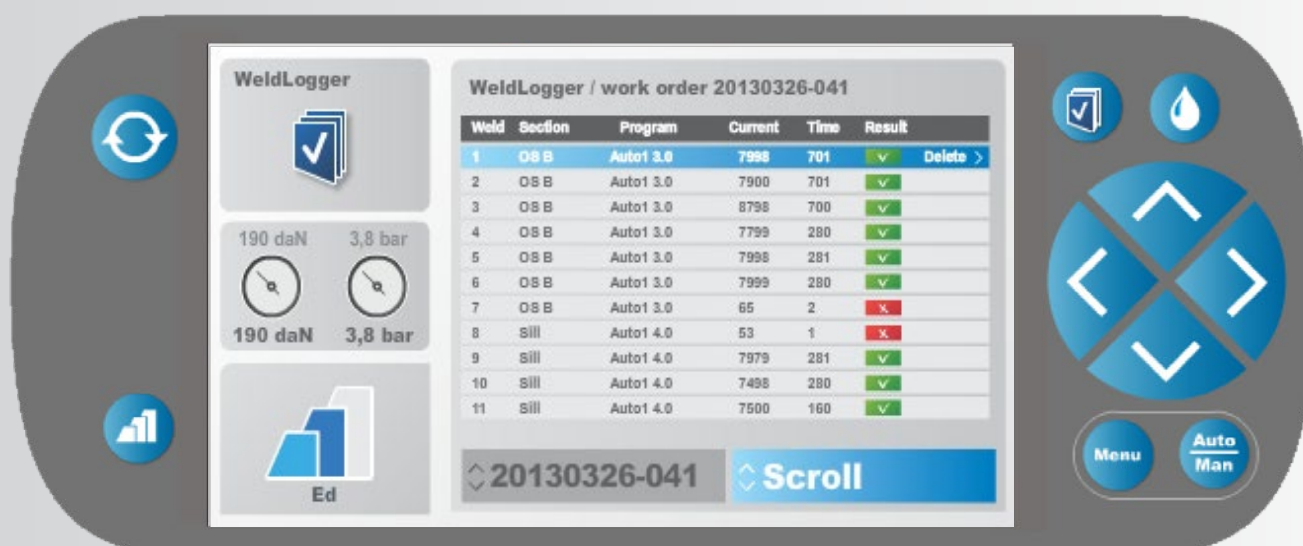 WeldLogger
190 daN 3,8 bar
190 daN 3,8 bar
Ed
WeldLogger / work order 20130326-041
Weld Section Program Current Time Result
1 OS B Auto1 3.0 7998 701 Delete
2 OS B Auto1 3.0 7900 701
3 OS B Auto1 3.0 8798 700
4 OS B Auto1 3.0 7799 280
5 OS B Auto1 3.0 7998 281
6 OS B Auto1 3.0 7999 280
7 OS B Auto1 3.0 65 2
8 Sill Auto1 4.0 53 1
9 Sill Auto1 4.0 7979 281
10 Sill Auto1 4.0 7498 280
11 Sill Auto1 4.0 7500 160
20130326-041 Scroll
Menu
Auto
Man